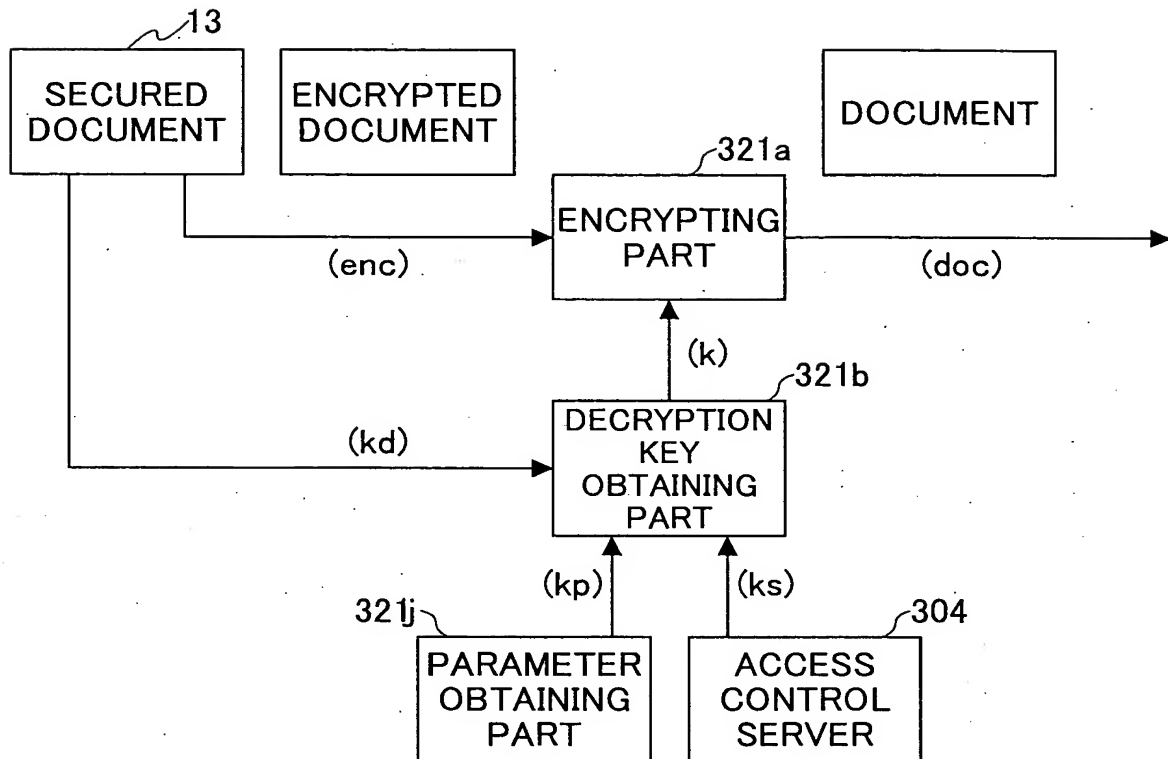 13
SECURED
DOCUMENT
ENCRYPTED
DOCUMENT
DOCUMENT
321a
ENCRYPTING
PART
(enc)
(doc)
(k)
321b
DECRYPTION
KEY
OBTAINING
PART
(kd)
(kp)
(ks)
321j
304
PARAMETER
OBTAINING
PART
ACCESS
CONTROL
SERVER